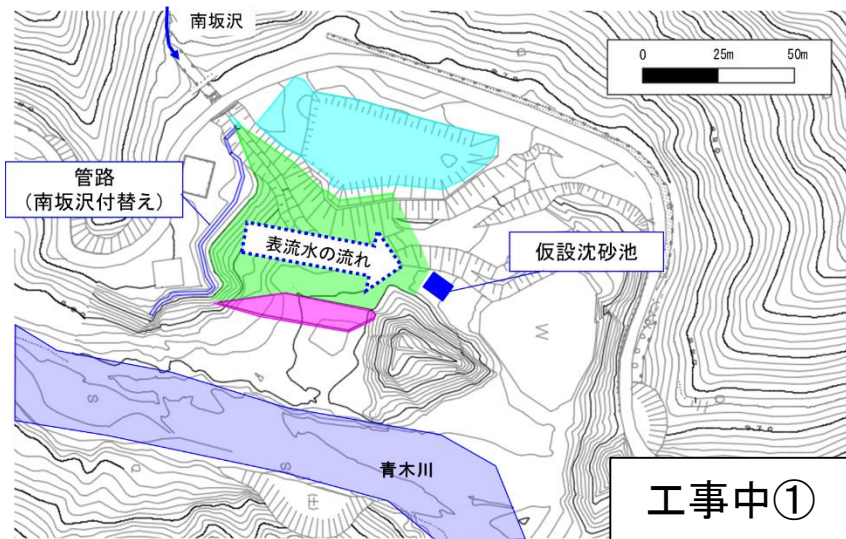 南坂沢
0 25m 50m
管路
(南坂沢付替え)
表流水の流れ
仮設沈砂池
W
青木川
工事中①